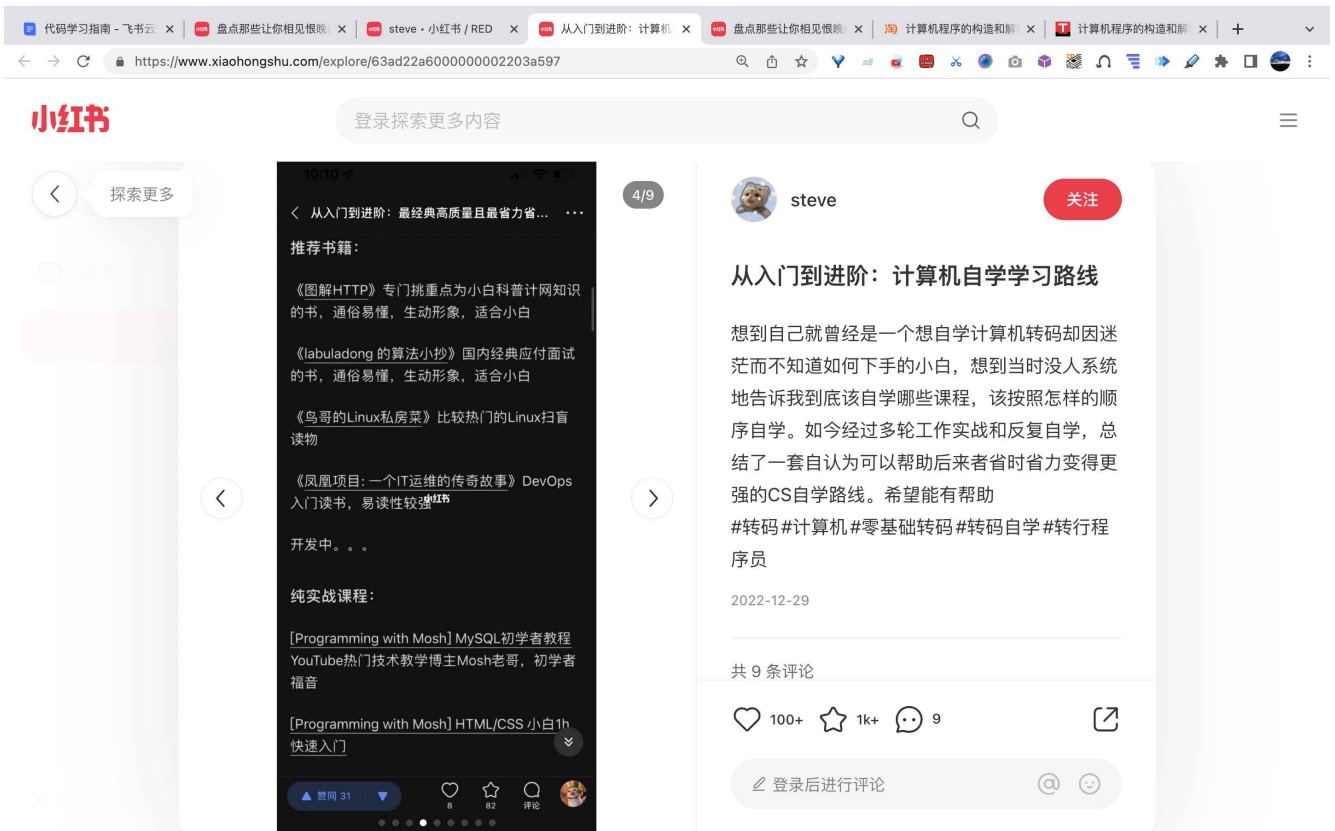 代码学习指南 - 飞书云
盘点那些让你相见恨晚
steve • 小红书 / RED
从入门到进阶：计算机
盘点那些让你相见恨晚
计算机程序的构造和解
计算机程序的构造和解
https://www.xiaohongshu.com/explore/63ad22a6000000002203a597
小红书
登录探索更多内容
探索更多
10:10
从入门到进阶：最经典高质量且最省力省...
推荐书籍：
《图解HTTP》专门挑重点为小白科普计网知识
的书，通俗易懂，生动形象，适合小白
《labuladong 的算法小抄》国内经典应付面试
的书，通俗易懂，生动形象，适合小白
《鸟哥的Linux私房菜》比较热门的Linux扫盲
读物
《凤凰项目: 一个IT运维的传奇故事》DevOps
入门读书，易读性较强
小红书
开发中。。。
纯实战课程：
[Programming with Mosh] MySQL初学者教程
YouTube热门技术教学博主Mosh老哥，初学者
福音
[Programming with Mosh] HTML/CSS 小白1h
快速入门
赞同 31
8
82
评论
4/9
steve
关注
从入门到进阶：计算机自学学习路线
想到自己就曾经是一个想自学计算机转码却因迷
茫而不知道如何下手的小白，想到当时没人系统
地告诉我到底该自学哪些课程，该按照怎样的顺
序自学。如今经过多轮工作实战和反复自学，总
结了一套自认为可以帮助后来者省时省力变得更
强的CS自学路线。希望能有帮助
#转码 #计算机 #零基础转码 #转码自学 #转行程
序员
2022-12-29
共 9 条评论
100+
1k+
9
登录后进行评论